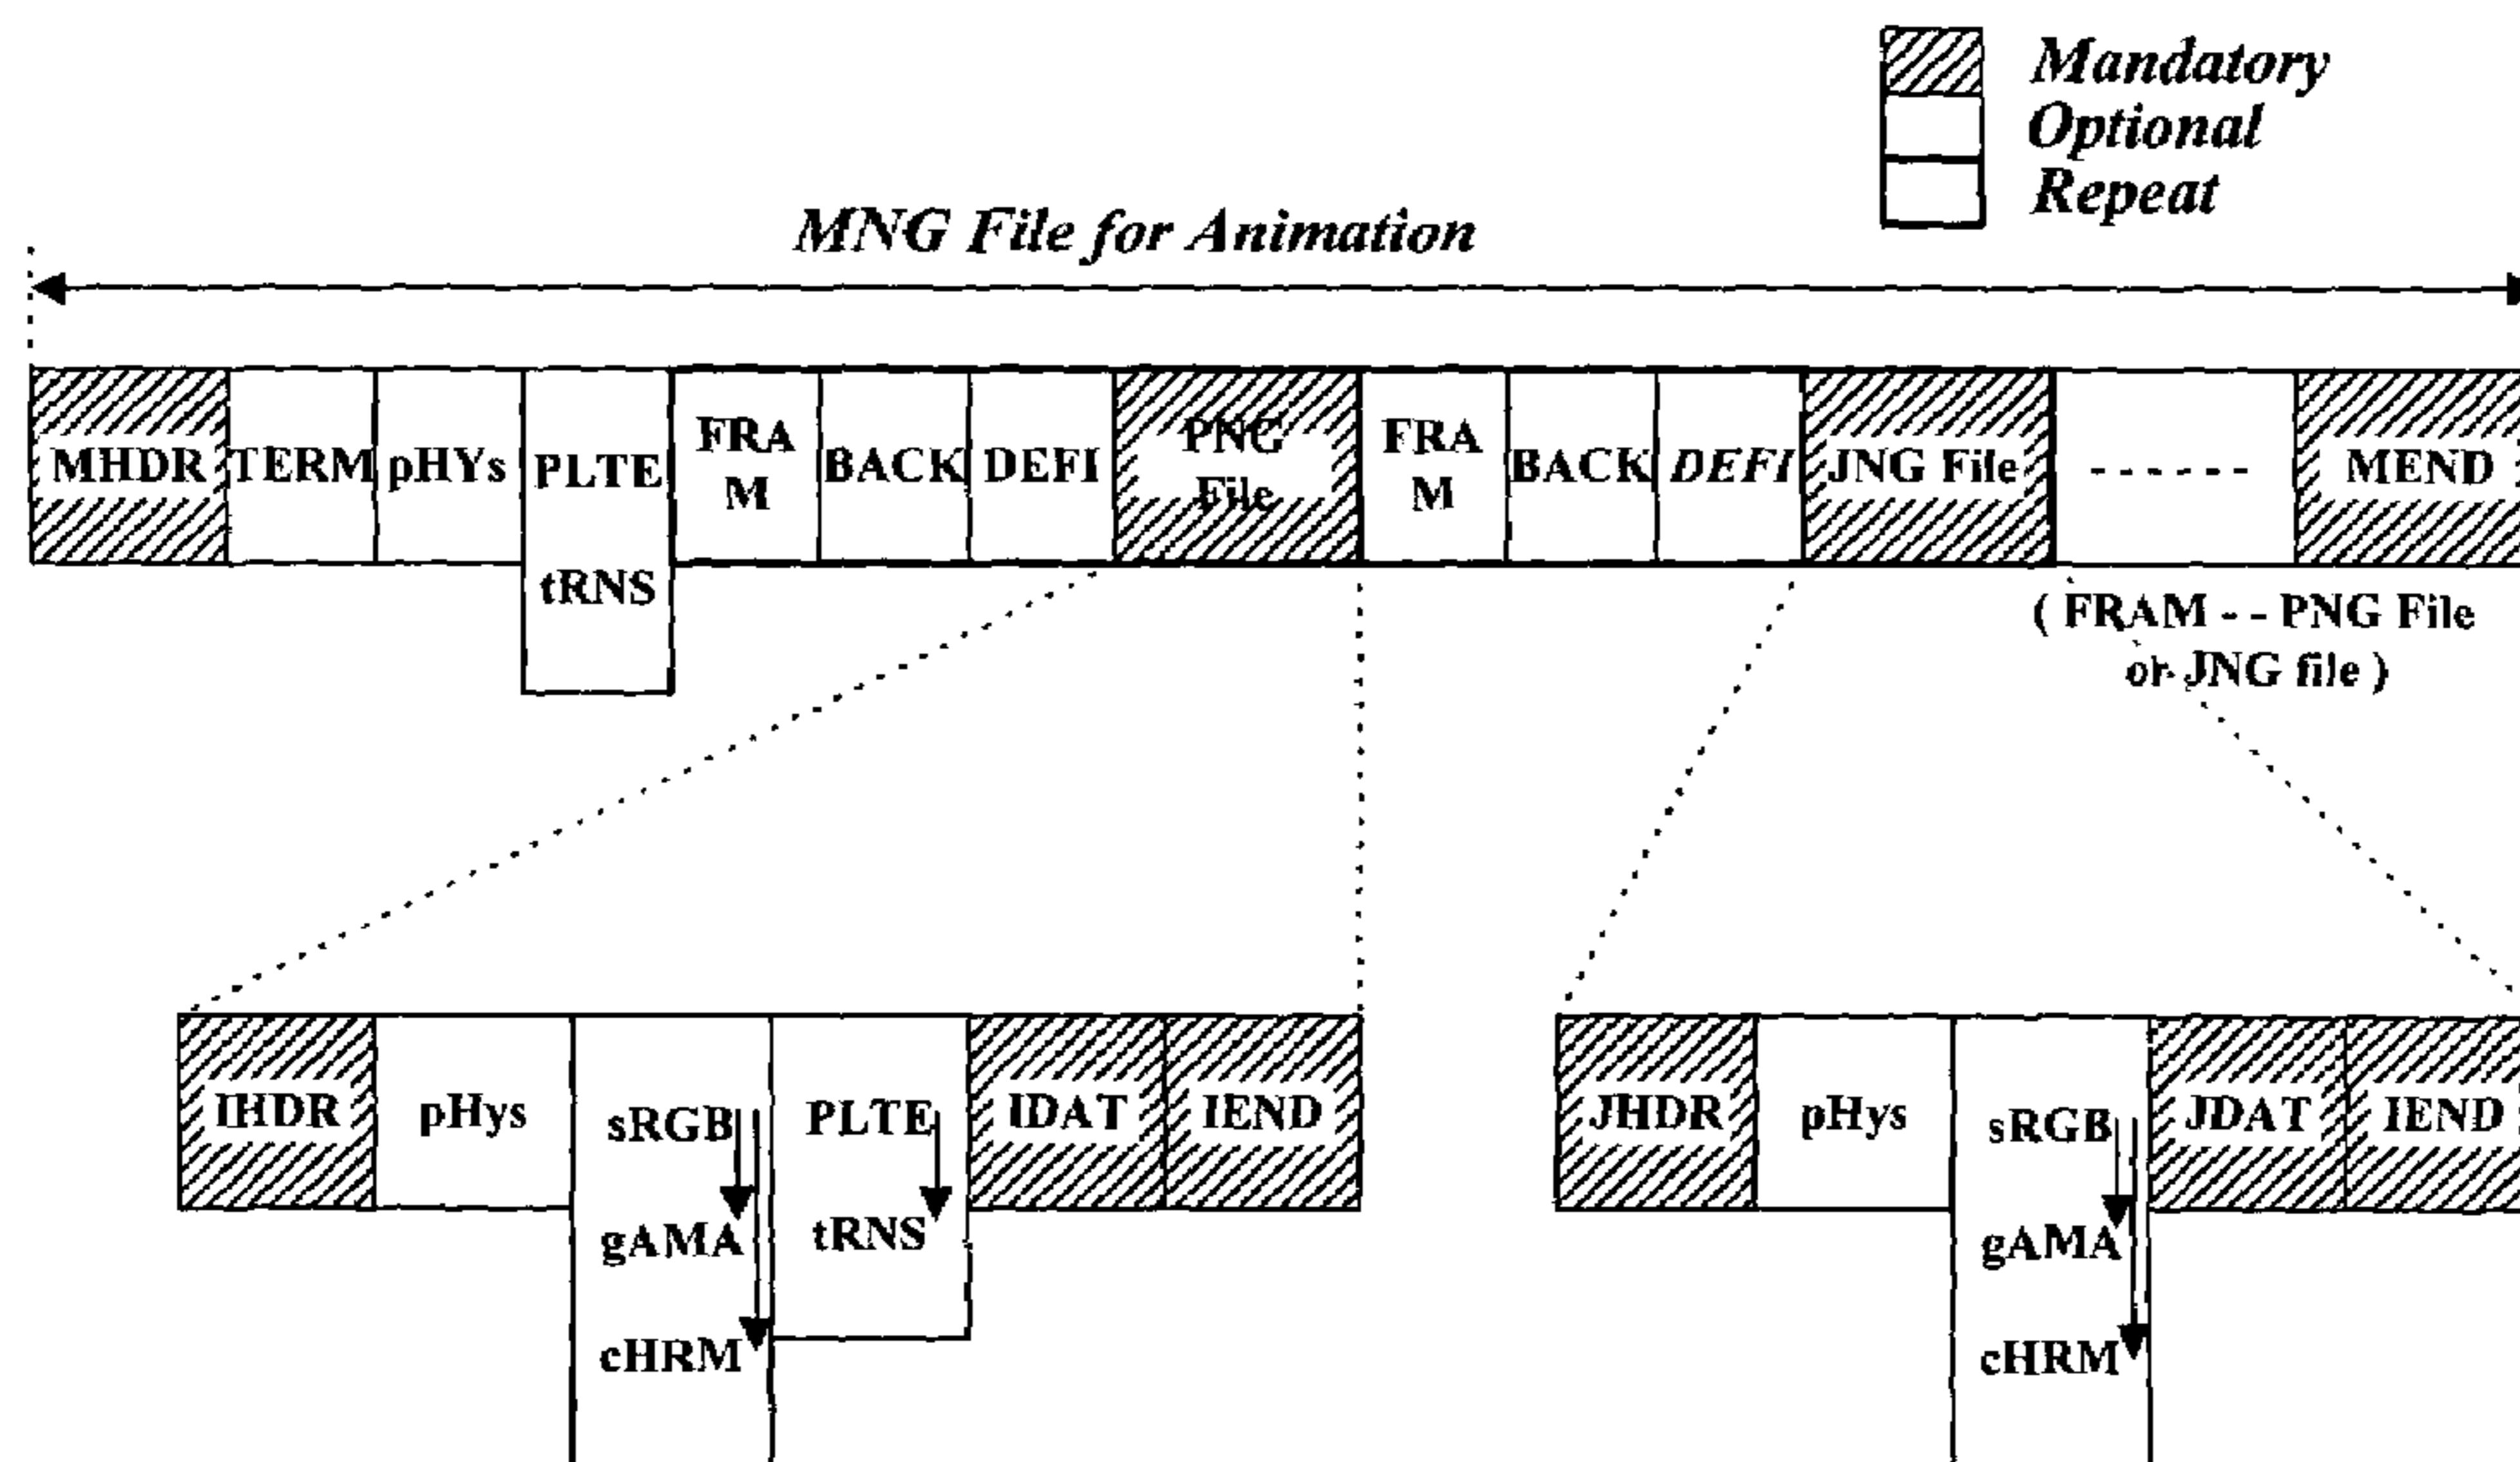 Mandatory
Optional
Repeat
MNG File for Animation
MHDR TERM pHYs PLTE tRNS FRA M BACK DEFI PNG File FRA M BACK DEFI JNG File ------ MEND
( FRAM - - PNG File
or JNG file )
IHDR pHys sRGB gAMA cHRM PLTE tRNS IDAT IEND
JHDR pHys sRGB gAMA cHRM JDAT IEND